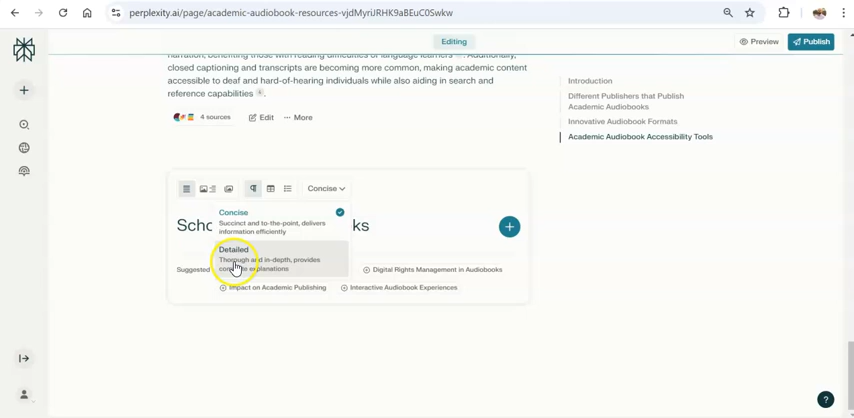 perplexity.ai/page/academic-audiobook-resources-vjdMyriJRHK9aBEuC0Swkw
Editing
Preview
Publish
narration, benefiting those with reading difficulties or language learners
. Additionally,
closed captioning and transcripts are becoming more common, making academic content
accessible to deaf and hard-of-hearing individuals while also aiding in search and
reference capabilities
.
4 sources
Edit
More
Introduction
Different Publishers that Publish
Academic Audiobooks
Innovative Audiobook Formats
Academic Audiobook Accessibility Tools
Concise
Concise
Succinct and to-the-point, delivers
information efficiently
Detailed
Thorough and in-depth, provides
complete explanations
Suggested
Digital Rights Management in Audiobooks
Impact on Academic Publishing
Interactive Audiobook Experiences
?